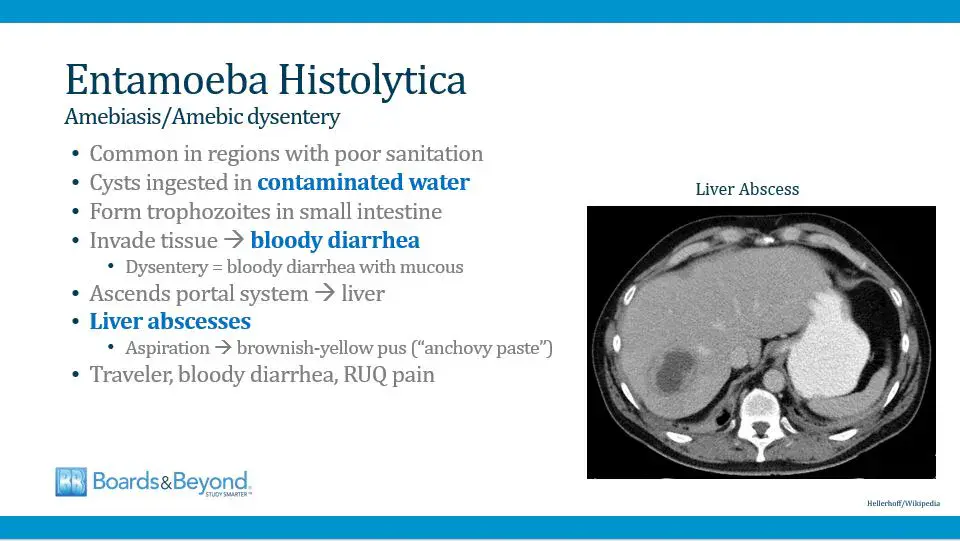 Entamoeba Histolytica
Amebiasis/Amebic dysentery
• Common in regions with poor sanitation
• Cysts ingested in contaminated water
• Form trophozoites in small intestine
• Invade tissue → bloody diarrhea
• Dysentery = bloody diarrhea with mucous
• Ascends portal system → liver
• Liver abscesses
• Aspiration → brownish-yellow pus (“anchovy paste”)
• Traveler, bloody diarrhea, RUQ pain
Liver Abscess
BB Boards&Beyond
STUDY SMARTER™
Hellerhoff/Wikipedia